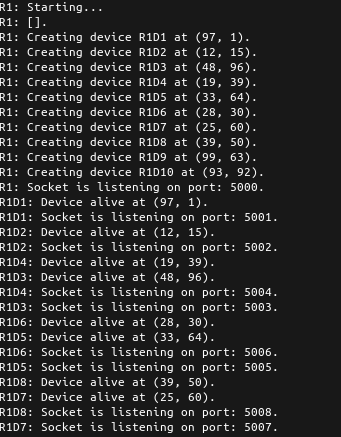 R1: Starting...
R1: [].
R1: Creating device R1D1 at (97, 1).
R1: Creating device R1D2 at (12, 15).
R1: Creating device R1D3 at (48, 96).
R1: Creating device R1D4 at (19, 39).
R1: Creating device R1D5 at (33, 64).
R1: Creating device R1D6 at (28, 30).
R1: Creating device R1D7 at (25, 60).
R1: Creating device R1D8 at (39, 50).
R1: Creating device R1D9 at (99, 63).
R1: Creating device R1D10 at (93, 92).
R1: Socket is listening on port: 5000.
R1D1: Device alive at (97, 1).
R1D1: Socket is listening on port: 5001.
R1D2: Device alive at (12, 15).
R1D2: Socket is listening on port: 5002.
R1D4: Device alive at (19, 39).
R1D3: Device alive at (48, 96).
R1D4: Socket is listening on port: 5004.
R1D3: Socket is listening on port: 5003.
R1D6: Device alive at (28, 30).
R1D5: Device alive at (33, 64).
R1D6: Socket is listening on port: 5006.
R1D5: Socket is listening on port: 5005.
R1D8: Device alive at (39, 50).
R1D7: Device alive at (25, 60).
R1D8: Socket is listening on port: 5008.
R1D7: Socket is listening on port: 5007.